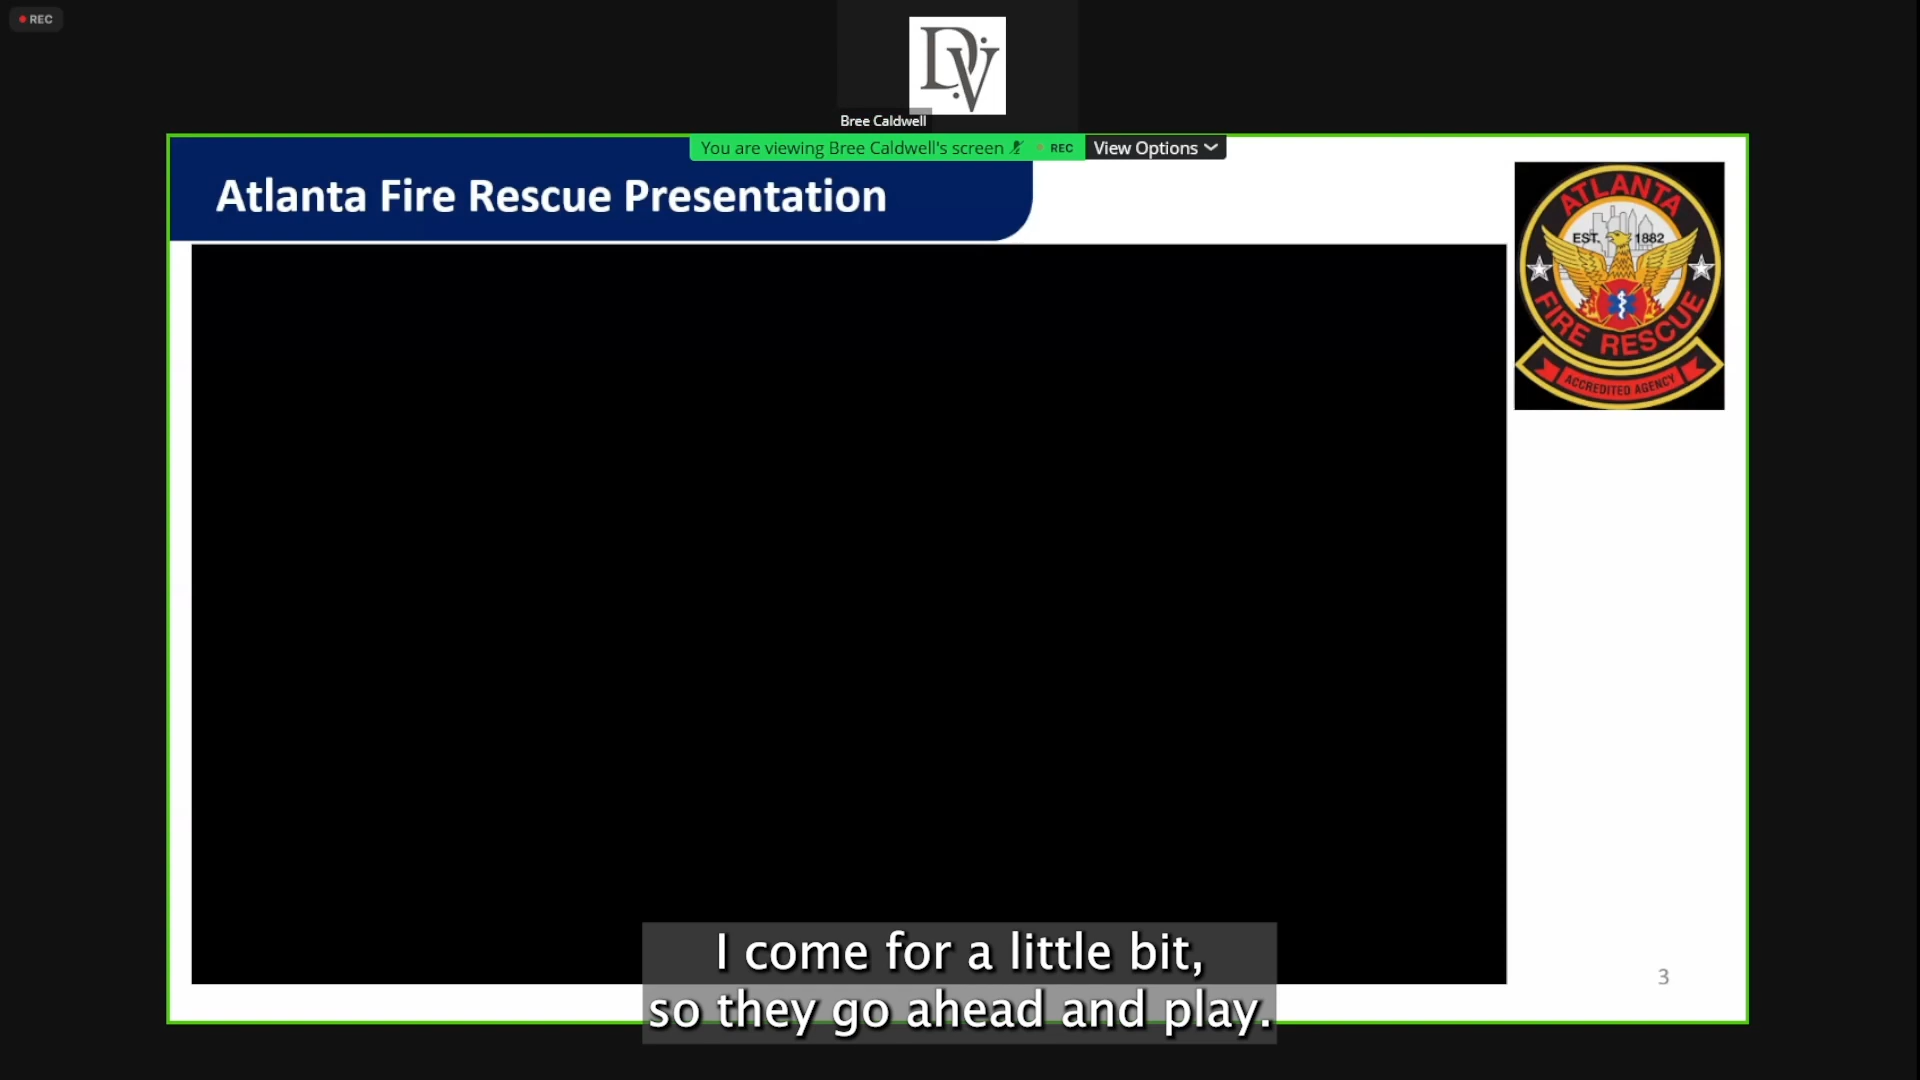 REC
DV
Bree Caldwell
You are viewing Bree Caldwell's screen REC View Options
Atlanta Fire Rescue Presentation
ATLANTA
EST. 1882
FIRE RESCUE
ACCREDITED AGENCY
I come for a little bit,
so they go ahead and play.
3